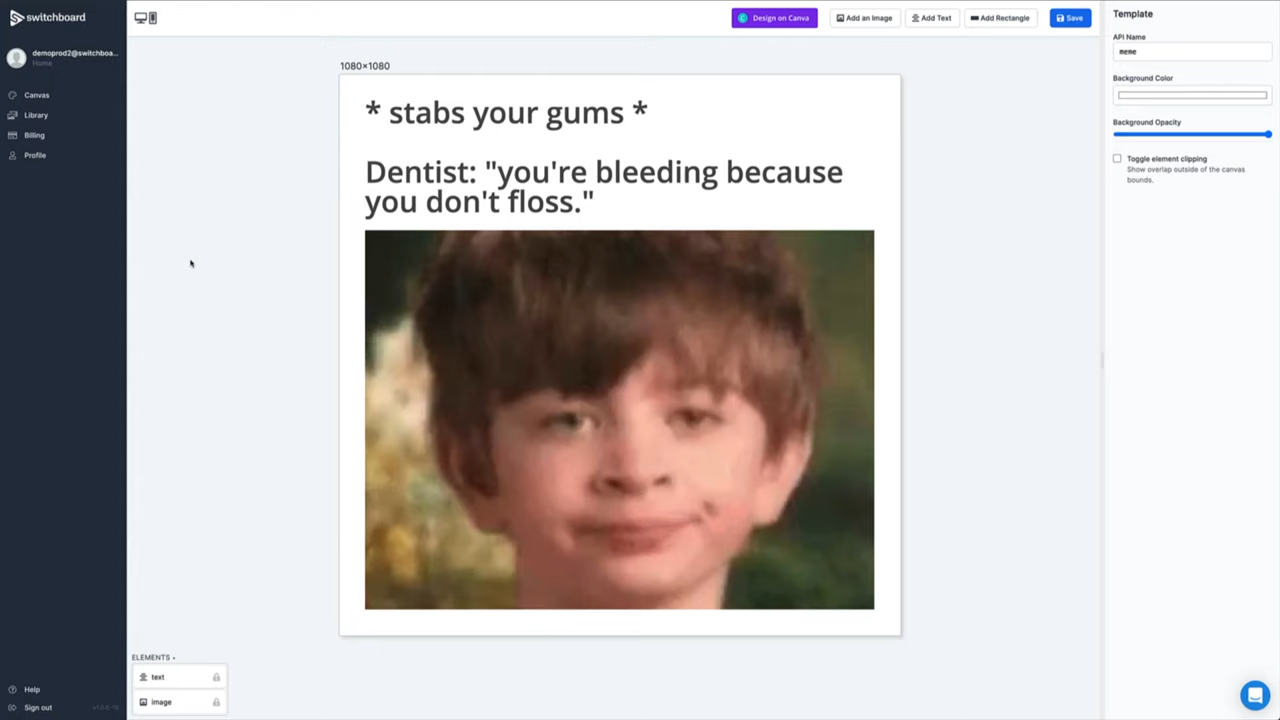 switchboard
demoprod2@switchboa...
Home
Canvas
Library
Billing
Profile
Help
Sign out
Design on Canva
Add an Image
Add Text
Add Rectangle
Save
1080×1080
* stabs your gums *
Dentist: "you're bleeding because
you don't floss."
ELEMENTS
text
image
Template
API Name
meme
Background Color
Background Opacity
Toggle element clipping
Show overlap outside of the canvas
bounds.